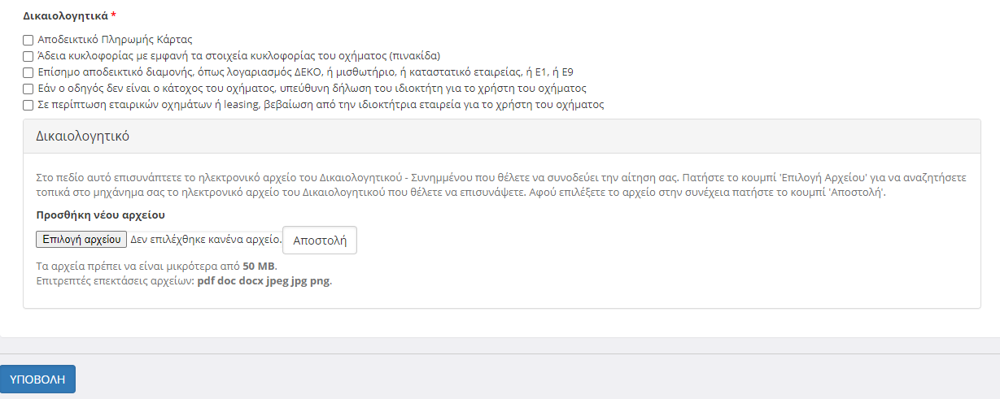 Δικαιολογητικά *
Αποδεικτικό Πληρωμής Κάρτας
Άδεια κυκλοφορίας με εμφανή τα στοιχεία κυκλοφορίας του οχήματος (πινακίδα)
Επίσημο αποδεικτικό διαμονής, όπως λογαριασμός ΔΕΚΟ, ή μισθωτήριο, ή καταστατικό εταιρείας, ή Ε1, ή Ε9
Εάν ο οδηγός δεν είναι ο κάτοχος του οχήματος, υπεύθυνη δήλωση του ιδιοκτήτη για το χρήστη του οχήματος
Σε περίπτωση εταιρικών οχημάτων ή leasing, βεβαίωση από την ιδιοκτήτρια εταιρεία για το χρήστη του οχήματος
Δικαιολογητικό
Στο πεδίο αυτό επισυνάπτετε το ηλεκτρονικό αρχείο του Δικαιολογητικού - Συνημμένου που θέλετε να συνοδεύει την αίτηση σας. Πατήστε το κουμπί 'Επιλογή Αρχείου' για να αναζητήσετε
τοπικά στο μηχάνημα σας το ηλεκτρονικό αρχείο του Δικαιολογητικού που θέλετε να επισυνάψετε. Αφού επιλέξετε το αρχείο στην συνέχεια πατήστε το κουμπί 'Αποστολή'.
Προσθήκη νέου αρχείου
Επιλογή αρχείου Δεν επιλέχθηκε κανένα αρχείο. Αποστολή
Τα αρχεία πρέπει να είναι μικρότερα από 50 MB.
Επιτρεπτές επεκτάσεις αρχείων: pdf doc docx jpeg jpg png.
ΥΠΟΒΟΛΗ